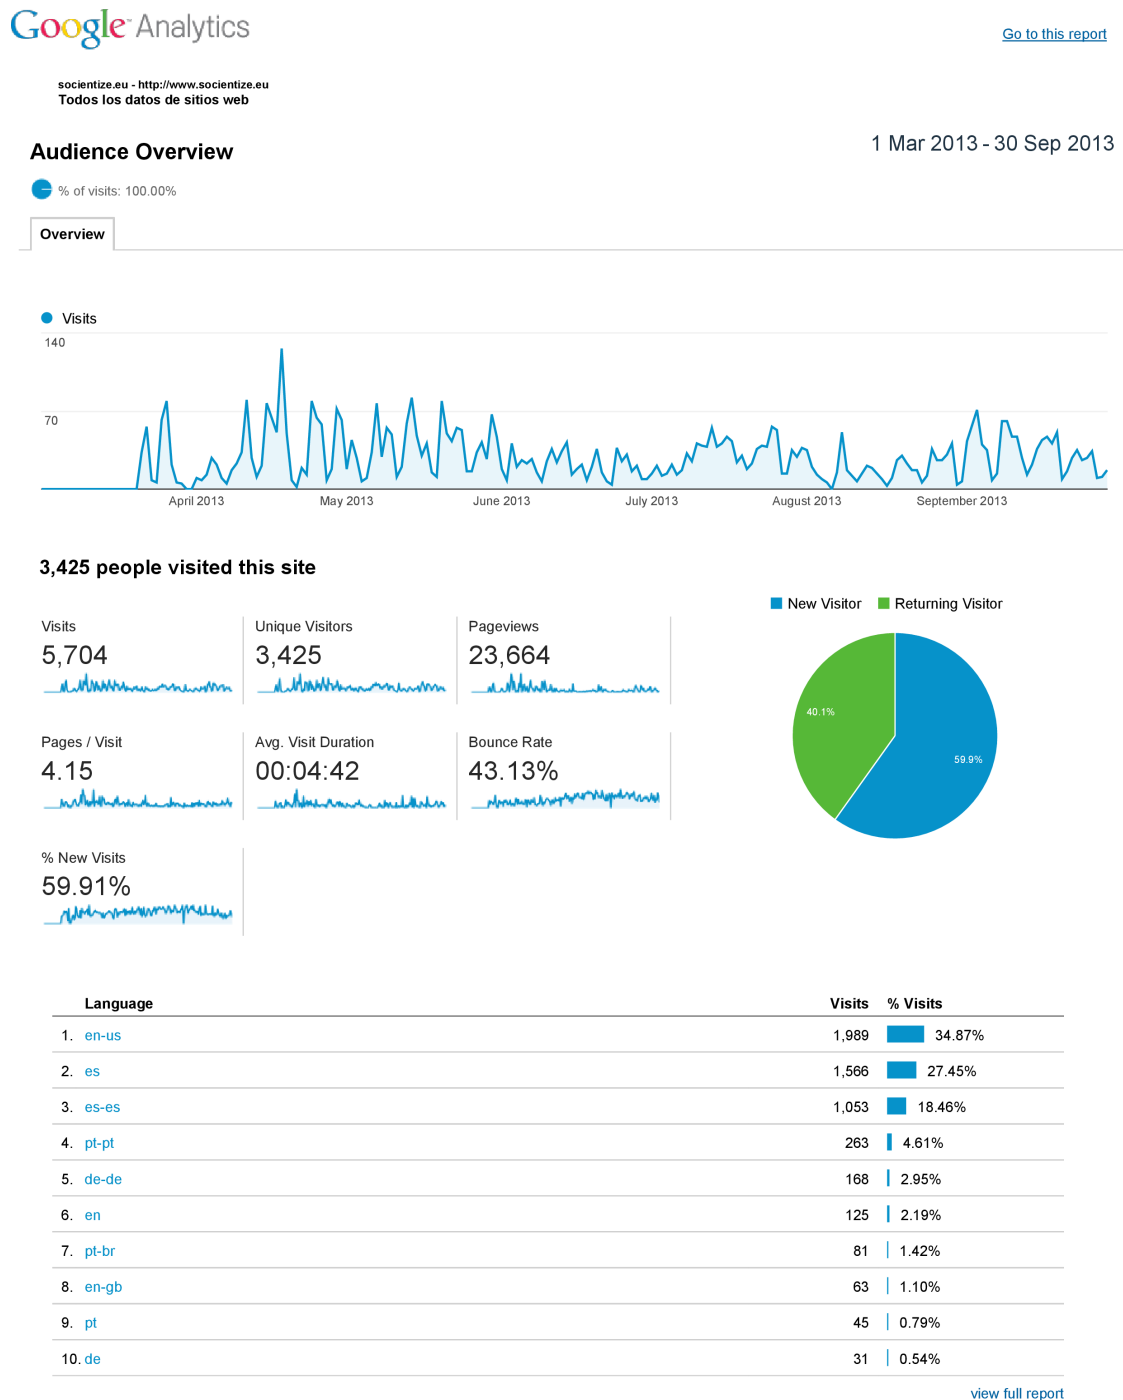 Google Analytics
Go to this report
socientize.eu - http://www.socientize.eu
Todos los datos de sitios web
Audience Overview
1 Mar 2013 - 30 Sep 2013
% of visits: 100.00%
Overview
Visits
140
70
April 2013 May 2013 June 2013 July 2013 August 2013 September 2013
3,425 people visited this site
New Visitor Returning Visitor
Visits Unique Visitors Pageviews
5,704 3,425 23,664
40.1%
59.9%
Pages / Visit Avg. Visit Duration Bounce Rate
4.15 00:04:42 43.13%
% New Visits
59.91%
Language Visits % Visits
1. en-us 1,989 34.87%
2. es 1,566 27.45%
3. es-es 1,053 18.46%
4. pt-pt 263 4.61%
5. de-de 168 2.95%
6. en 125 2.19%
7. pt-br 81 1.42%
8. en-gb 63 1.10%
9. pt 45 0.79%
10. de 31 0.54%
view full report